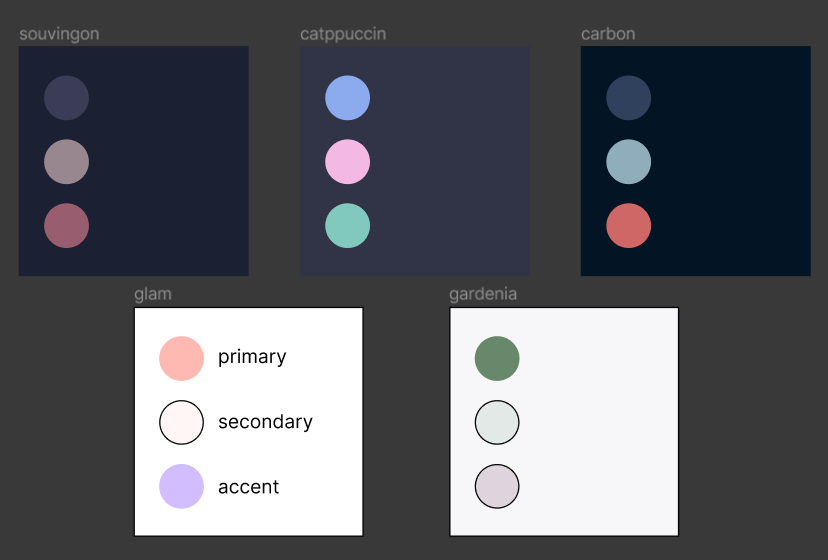 souvingon
catppuccin
carbon
glam
primary
secondary
accent
gardenia